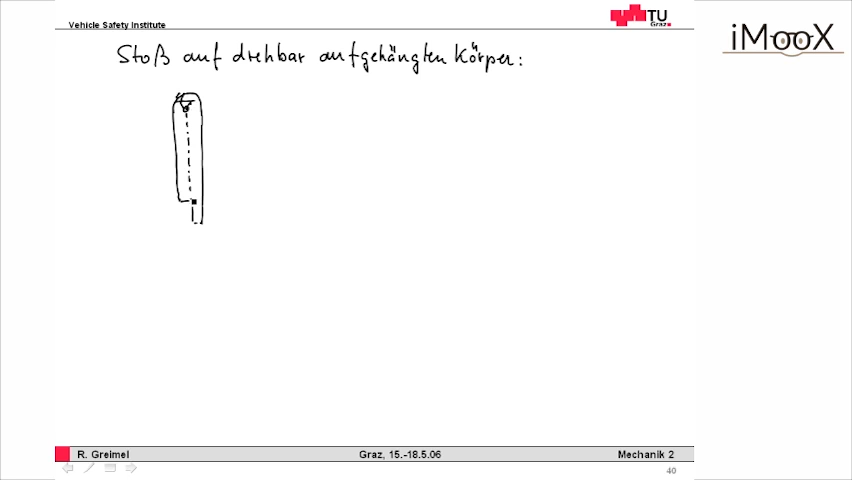 Vehicle Safety Institute
TU
Graz
iMooX
Stoß auf drehbar aufgehängten Körper:
R. Greimel
Graz, 15.-18.5.06
Mechanik 2
40